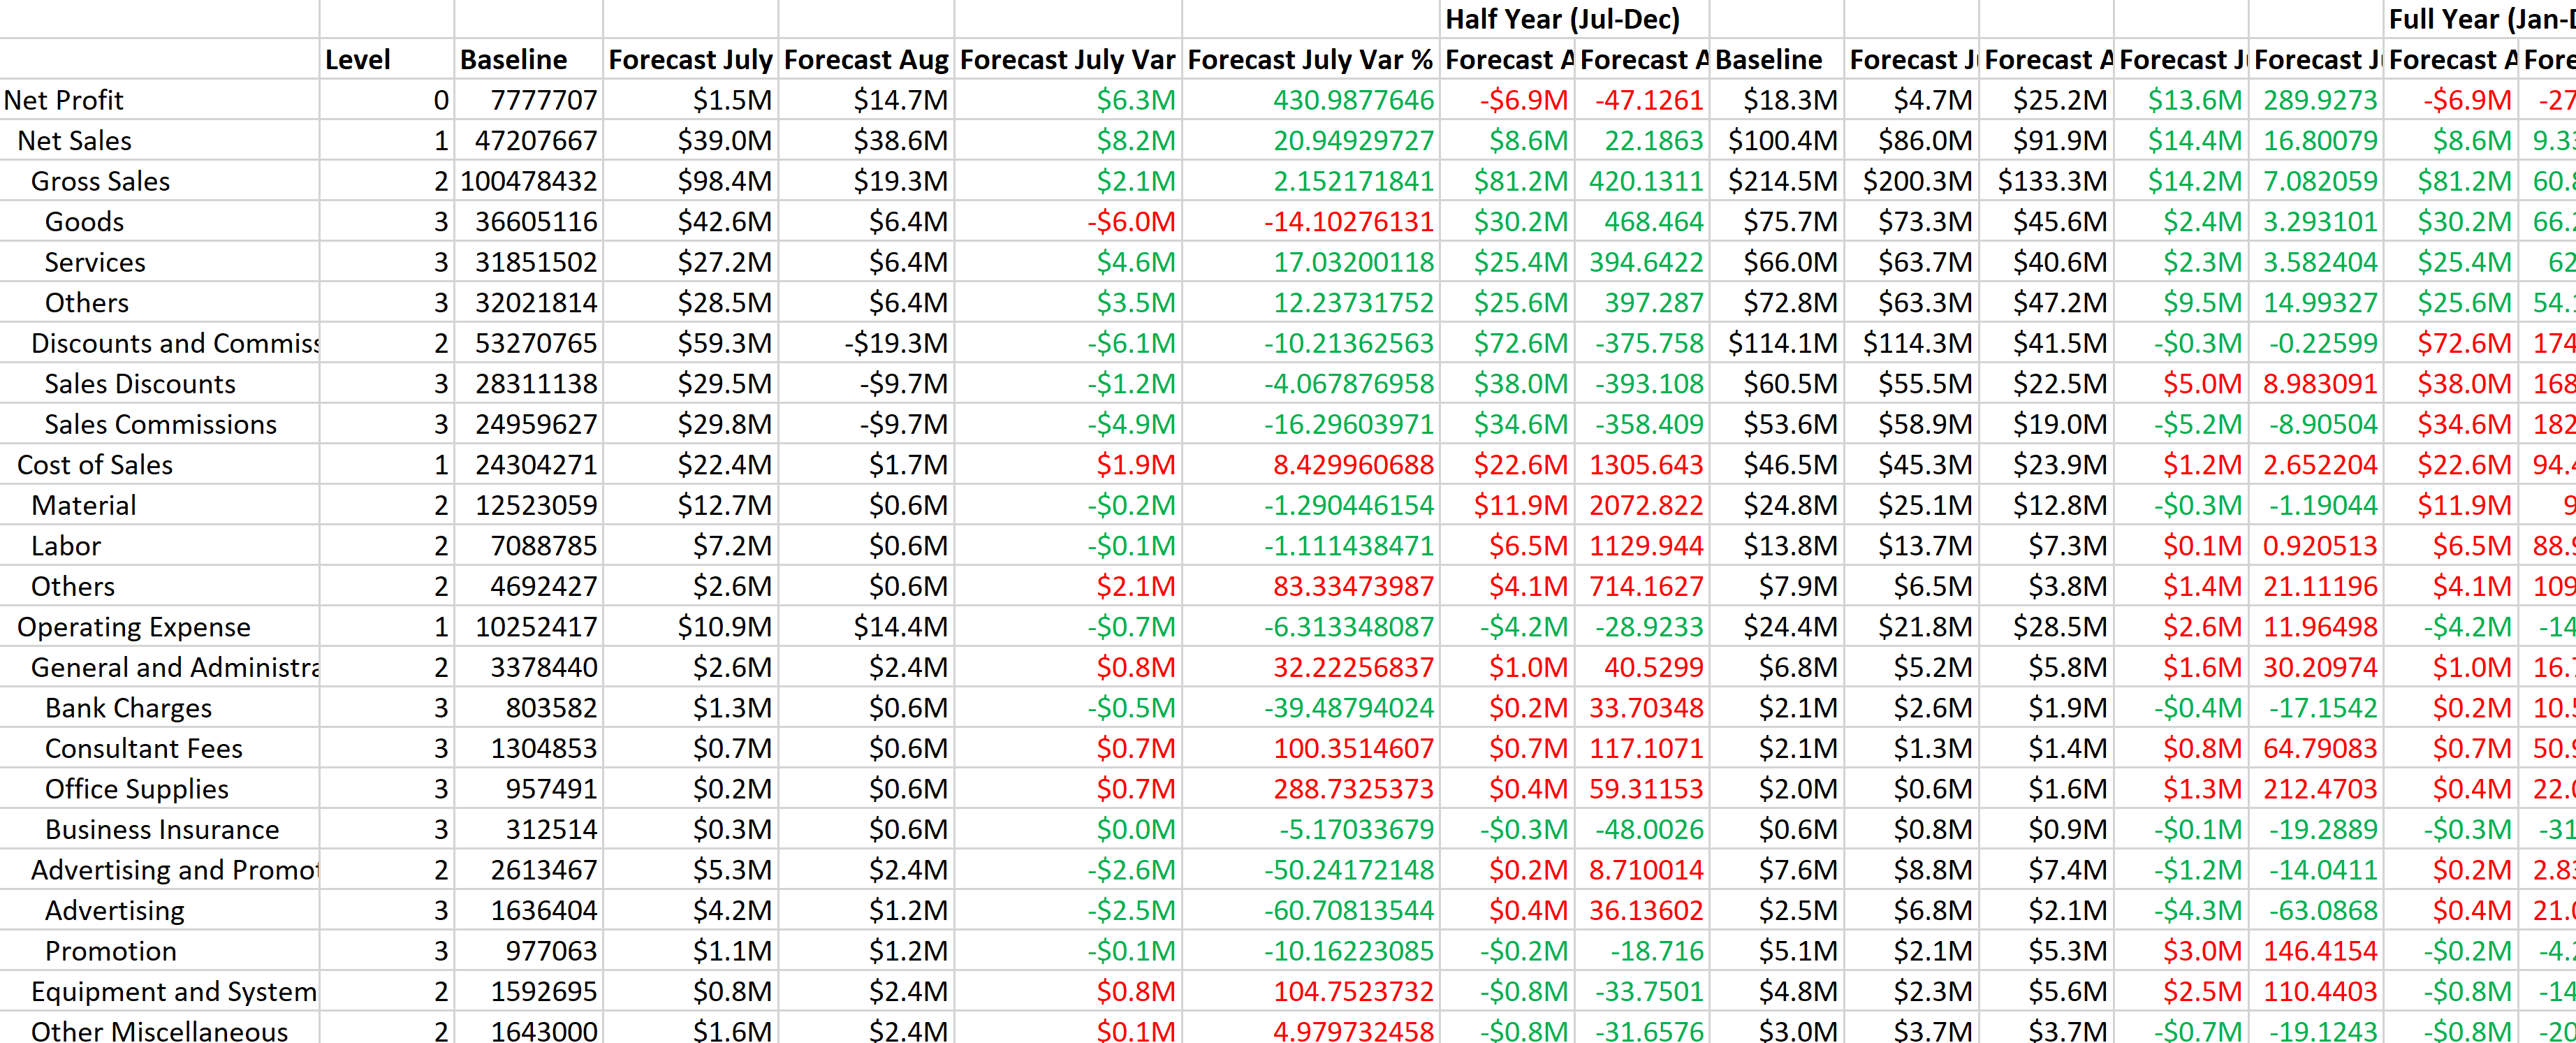 Half Year (Jul-Dec) Full Year (Jan-
Level Baseline Forecast July Forecast Aug Forecast July Var Forecast July Var % Forecast Forecast Baseline Forecast Forecast Forecast Forecast Forecast
Net Profit 0 7777707 $1.5M $14.7M $6.3M 430.9877646 -$6.9M -47.1261 $18.3M $4.7M $25.2M $13.6M 289.9273 -$6.9M -27
Net Sales 1 47207667 $39.0M $38.6M $8.2M 20.94929727 $8.6M 22.1863 $100.4M $86.0M $91.9M $14.4M 16.80079 $8.6M 9.33
Gross Sales 2 100478432 $98.4M $19.3M $2.1M 2.152171841 $81.2M 420.1311 $214.5M $200.3M $133.3M $14.2M 7.082059 $81.2M 60.8
Goods 3 36605116 $42.6M $6.4M -$6.0M -14.10276131 $30.2M 468.464 $75.7M $73.3M $45.6M $2.4M 3.293101 $30.2M 66.2
Services 3 31851502 $27.2M $6.4M $4.6M 17.03200118 $25.4M 394.6422 $66.0M $63.7M $40.6M $2.3M 3.582404 $25.4M 62
Others 3 32021814 $28.5M $6.4M $3.5M 12.23731752 $25.6M 397.287 $72.8M $63.3M $47.2M $9.5M 14.99327 $25.6M 54.1
Discounts and Commiss 2 53270765 $59.3M -$19.3M -$6.1M -10.21362563 $72.6M -375.758 $114.1M $114.3M $41.5M -$0.3M -0.22599 $72.6M 174
Sales Discounts 3 28311138 $29.5M -$9.7M -$1.2M -4.067876958 $38.0M -393.108 $60.5M $55.5M $22.5M $5.0M 8.983091 $38.0M 168
Sales Commissions 3 24959627 $29.8M -$9.7M -$4.9M -16.29603971 $34.6M -358.409 $53.6M $58.9M $19.0M -$5.2M -8.90504 $34.6M 182
Cost of Sales 1 24304271 $22.4M $1.7M $1.9M 8.429960688 $22.6M 1305.643 $46.5M $45.3M $23.9M $1.2M 2.652204 $22.6M 94.4
Material 2 12523059 $12.7M $0.6M -$0.2M -1.290446154 $11.9M 2072.822 $24.8M $25.1M $12.8M -$0.3M -1.19044 $11.9M 9
Labor 2 7088785 $7.2M $0.6M -$0.1M -1.111438471 $6.5M 1129.944 $13.8M $13.7M $7.3M $0.1M 0.920513 $6.5M 88.9
Others 2 4692427 $2.6M $0.6M $2.1M 83.33473987 $4.1M 714.1627 $7.9M $6.5M $3.8M $1.4M 21.11196 $4.1M 109
Operating Expense 1 10252417 $10.9M $14.4M -$0.7M -6.313348087 -$4.2M -28.9233 $24.4M $21.8M $28.5M $2.6M 11.96498 -$4.2M -14
General and Administra 2 3378440 $2.6M $2.4M $0.8M 32.22256837 $1.0M 40.5299 $6.8M $5.2M $5.8M $1.6M 30.20974 $1.0M 16.7
Bank Charges 3 803582 $1.3M $0.6M -$0.5M -39.48794024 $0.2M 33.70348 $2.1M $2.6M $1.9M -$0.4M -17.1542 $0.2M 10.5
Consultant Fees 3 1304853 $0.7M $0.6M $0.7M 100.3514607 $0.7M 117.1071 $2.1M $1.3M $1.4M $0.8M 64.79083 $0.7M 50.9
Office Supplies 3 957491 $0.2M $0.6M $0.7M 288.7325373 $0.4M 59.31153 $2.0M $0.6M $1.6M $1.3M 212.4703 $0.4M 22.0
Business Insurance 3 312514 $0.3M $0.6M $0.0M -5.17033679 -$0.3M -48.0026 $0.6M $0.8M $0.9M -$0.1M -19.2889 -$0.3M -31
Advertising and Promot 2 2613467 $5.3M $2.4M -$2.6M -50.24172148 $0.2M 8.710014 $7.6M $8.8M $7.4M -$1.2M -14.0411 $0.2M 2.83
Advertising 3 1636404 $4.2M $1.2M -$2.5M -60.70813544 $0.4M 36.13602 $2.5M $6.8M $2.1M -$4.3M -63.0868 $0.4M 21.0
Promotion 3 977063 $1.1M $1.2M -$0.1M -10.16223085 -$0.2M -18.716 $5.1M $2.1M $5.3M $3.0M 146.4154 -$0.2M -4.2
Equipment and System 2 1592695 $0.8M $2.4M $0.8M 104.7523732 -$0.8M -33.7501 $4.8M $2.3M $5.6M $2.5M 110.4403 -$0.8M -14
Other Miscellaneous 2 1643000 $1.6M $2.4M $0.1M 4.979732458 -$0.8M -31.6576 $3.0M $3.7M $3.7M -$0.7M -19.1243 -$0.8M -20